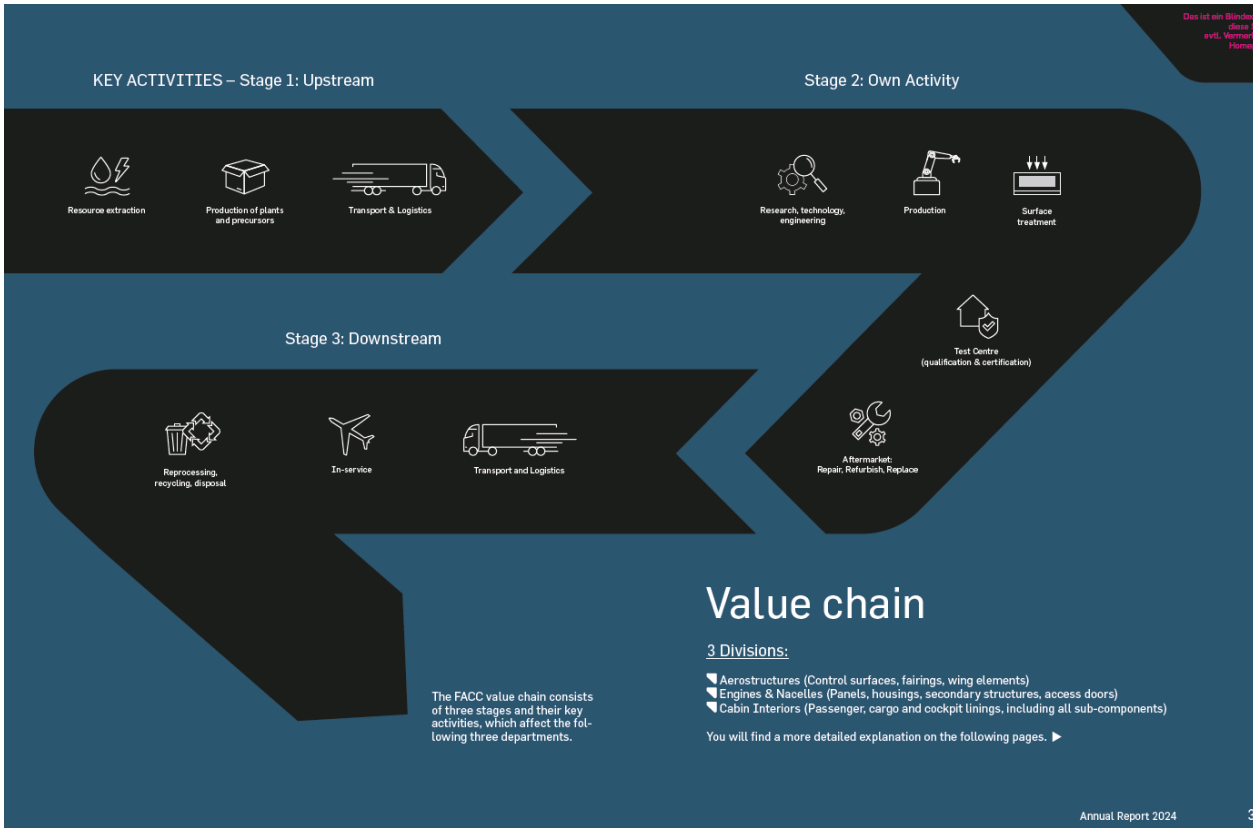 Das ist ein
diese
evtl.
KEY ACTIVITIES – Stage 1: Upstream
Stage 2: Own Activity
Resource extraction
Production of plants
and precursors
Transport & Logistics
Research, technology,
engineering
Production
Surface
treatment
Test Centre
(qualification & certification)
Aftermarket:
Repair, Refurbish, Replace
Stage 3: Downstream
Reprocessing,
recycling, disposal
In-service
Transport and Logistics
The FACC value chain consists
of three stages and their key
activities, which affect the fol-
lowing three departments.
Value chain
3 Divisions:
Aerostructures (Control surfaces, fairings, wing elements)
Engines & Nacelles (Panels, housings, secondary structures, access doors)
Cabin Interiors (Passenger, cargo and cockpit linings, including all sub-components)
You will find a more detailed explanation on the following pages.
Annual Report 2024